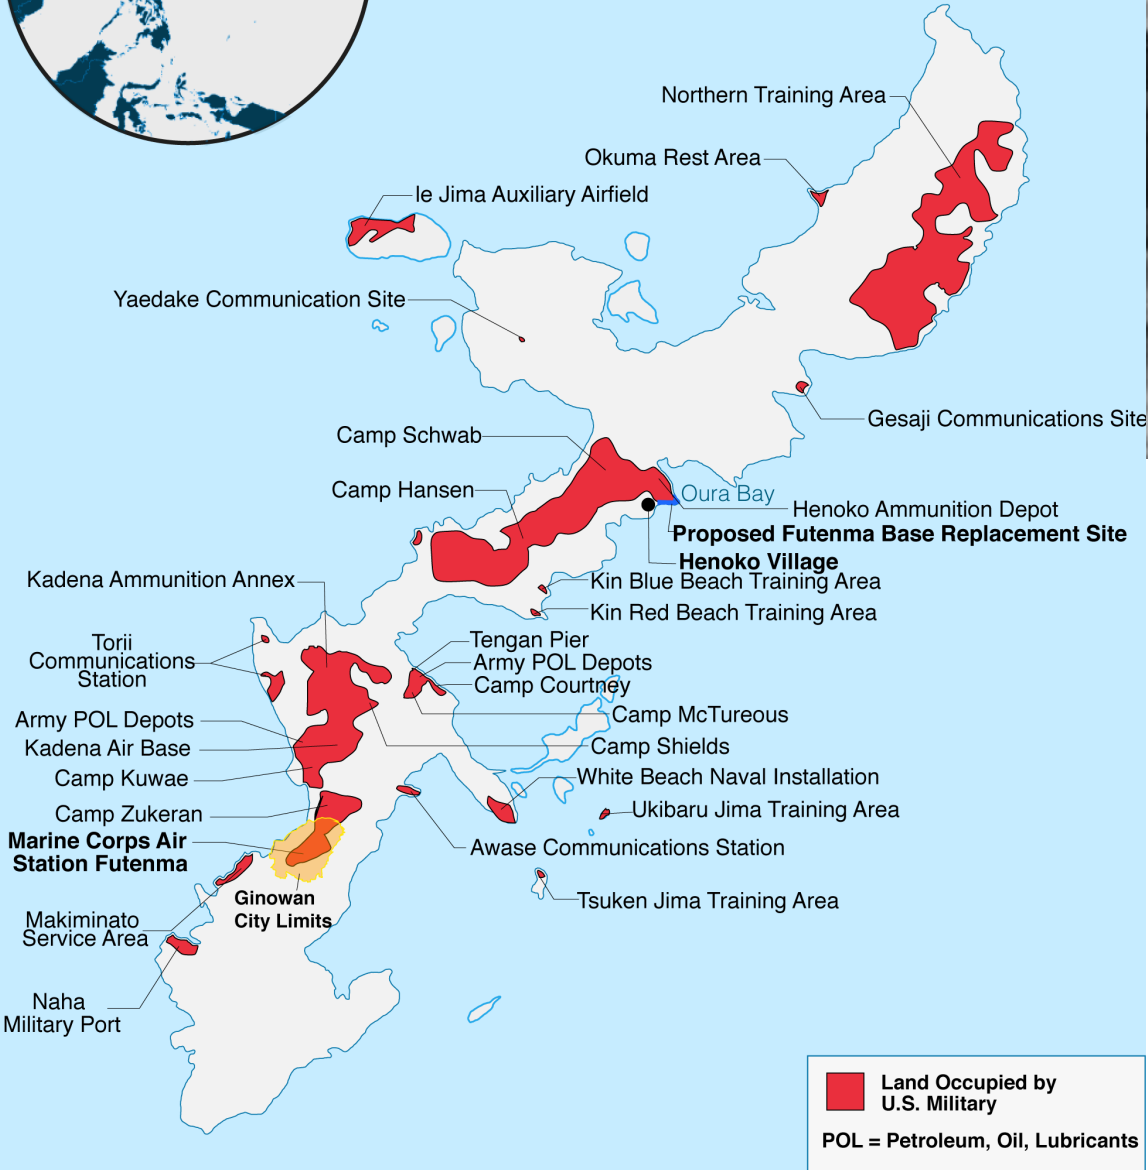 Northern Training Area
Okuma Rest Area
Ie Jima Auxiliary Airfield
Yaedake Communication Site
Gesaji Communications Site
Camp Schwab
Camp Hansen
Oura Bay
Henoko Ammunition Depot
Proposed Futenma Base Replacement Site
Henoko Village
Kadena Ammunition Annex
Kin Blue Beach Training Area
Kin Red Beach Training Area
Torii
Communications
Station
Tengan Pier
Army POL Depots
Camp Courtney
Camp McTureous
Army POL Depots
Kadena Air Base
Camp Shields
Camp Kuwae
White Beach Naval Installation
Camp Zukeran
Ukibaru Jima Training Area
Marine Corps Air
Station Futenma
Awase Communications Station
Ginowan
City Limits
Tsuken Jima Training Area
Makiminato
Service Area
Naha
Military Port
Land Occupied by
U.S. Military
POL = Petroleum, Oil, Lubricants